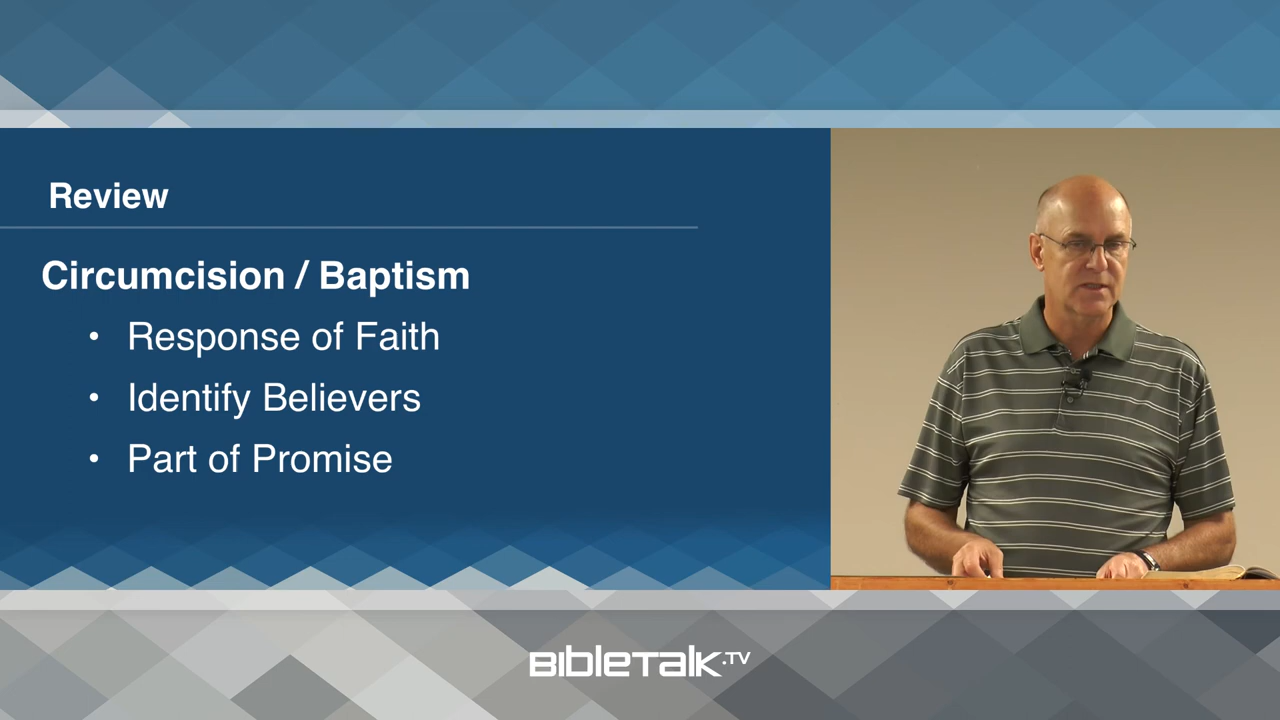 Review
Circumcision / Baptism
• Response of Faith
• Identify Believers
• Part of Promise
BibleTalk.TV